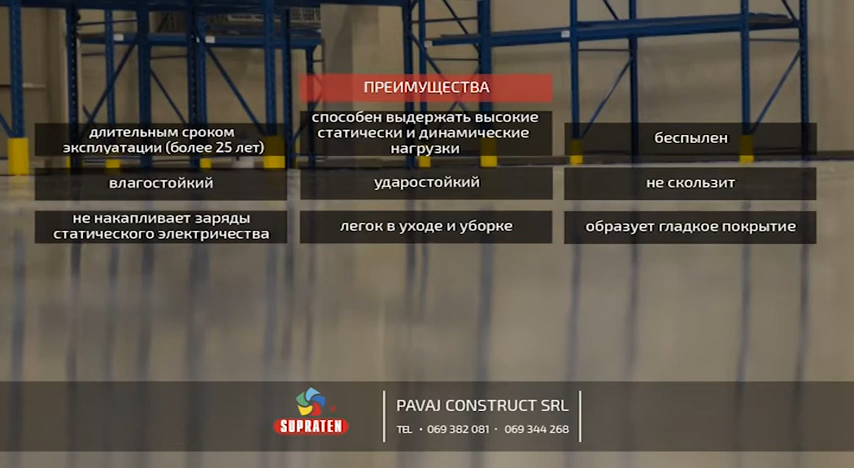 ПРЕИМУЩЕСТВА
длительным сроком
эксплуатации (более 25 лет)
способен выдержать высокие
статически и динамические
нагрузки
беспылен
влагостойкий
ударостойкий
не скользит
не накапливает заряды
статического электричества
легок в уходе и уборке
образует гладкое покрытие
SUPRATEN
PAVAJ CONSTRUCT SRL
TEL • 069 382 081 • 069 344 268